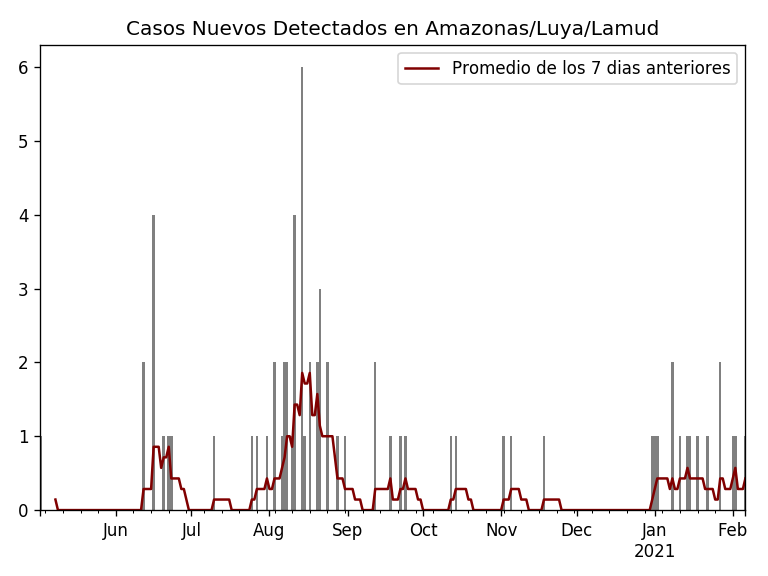 Casos Nuevos Detectados en Amazonas/Luya/Lamud
Promedio de los 7 dias anteriores
6
5
4
3
2
1
0
Jun Jul Aug Sep Oct Nov Dec Jan Feb
2021